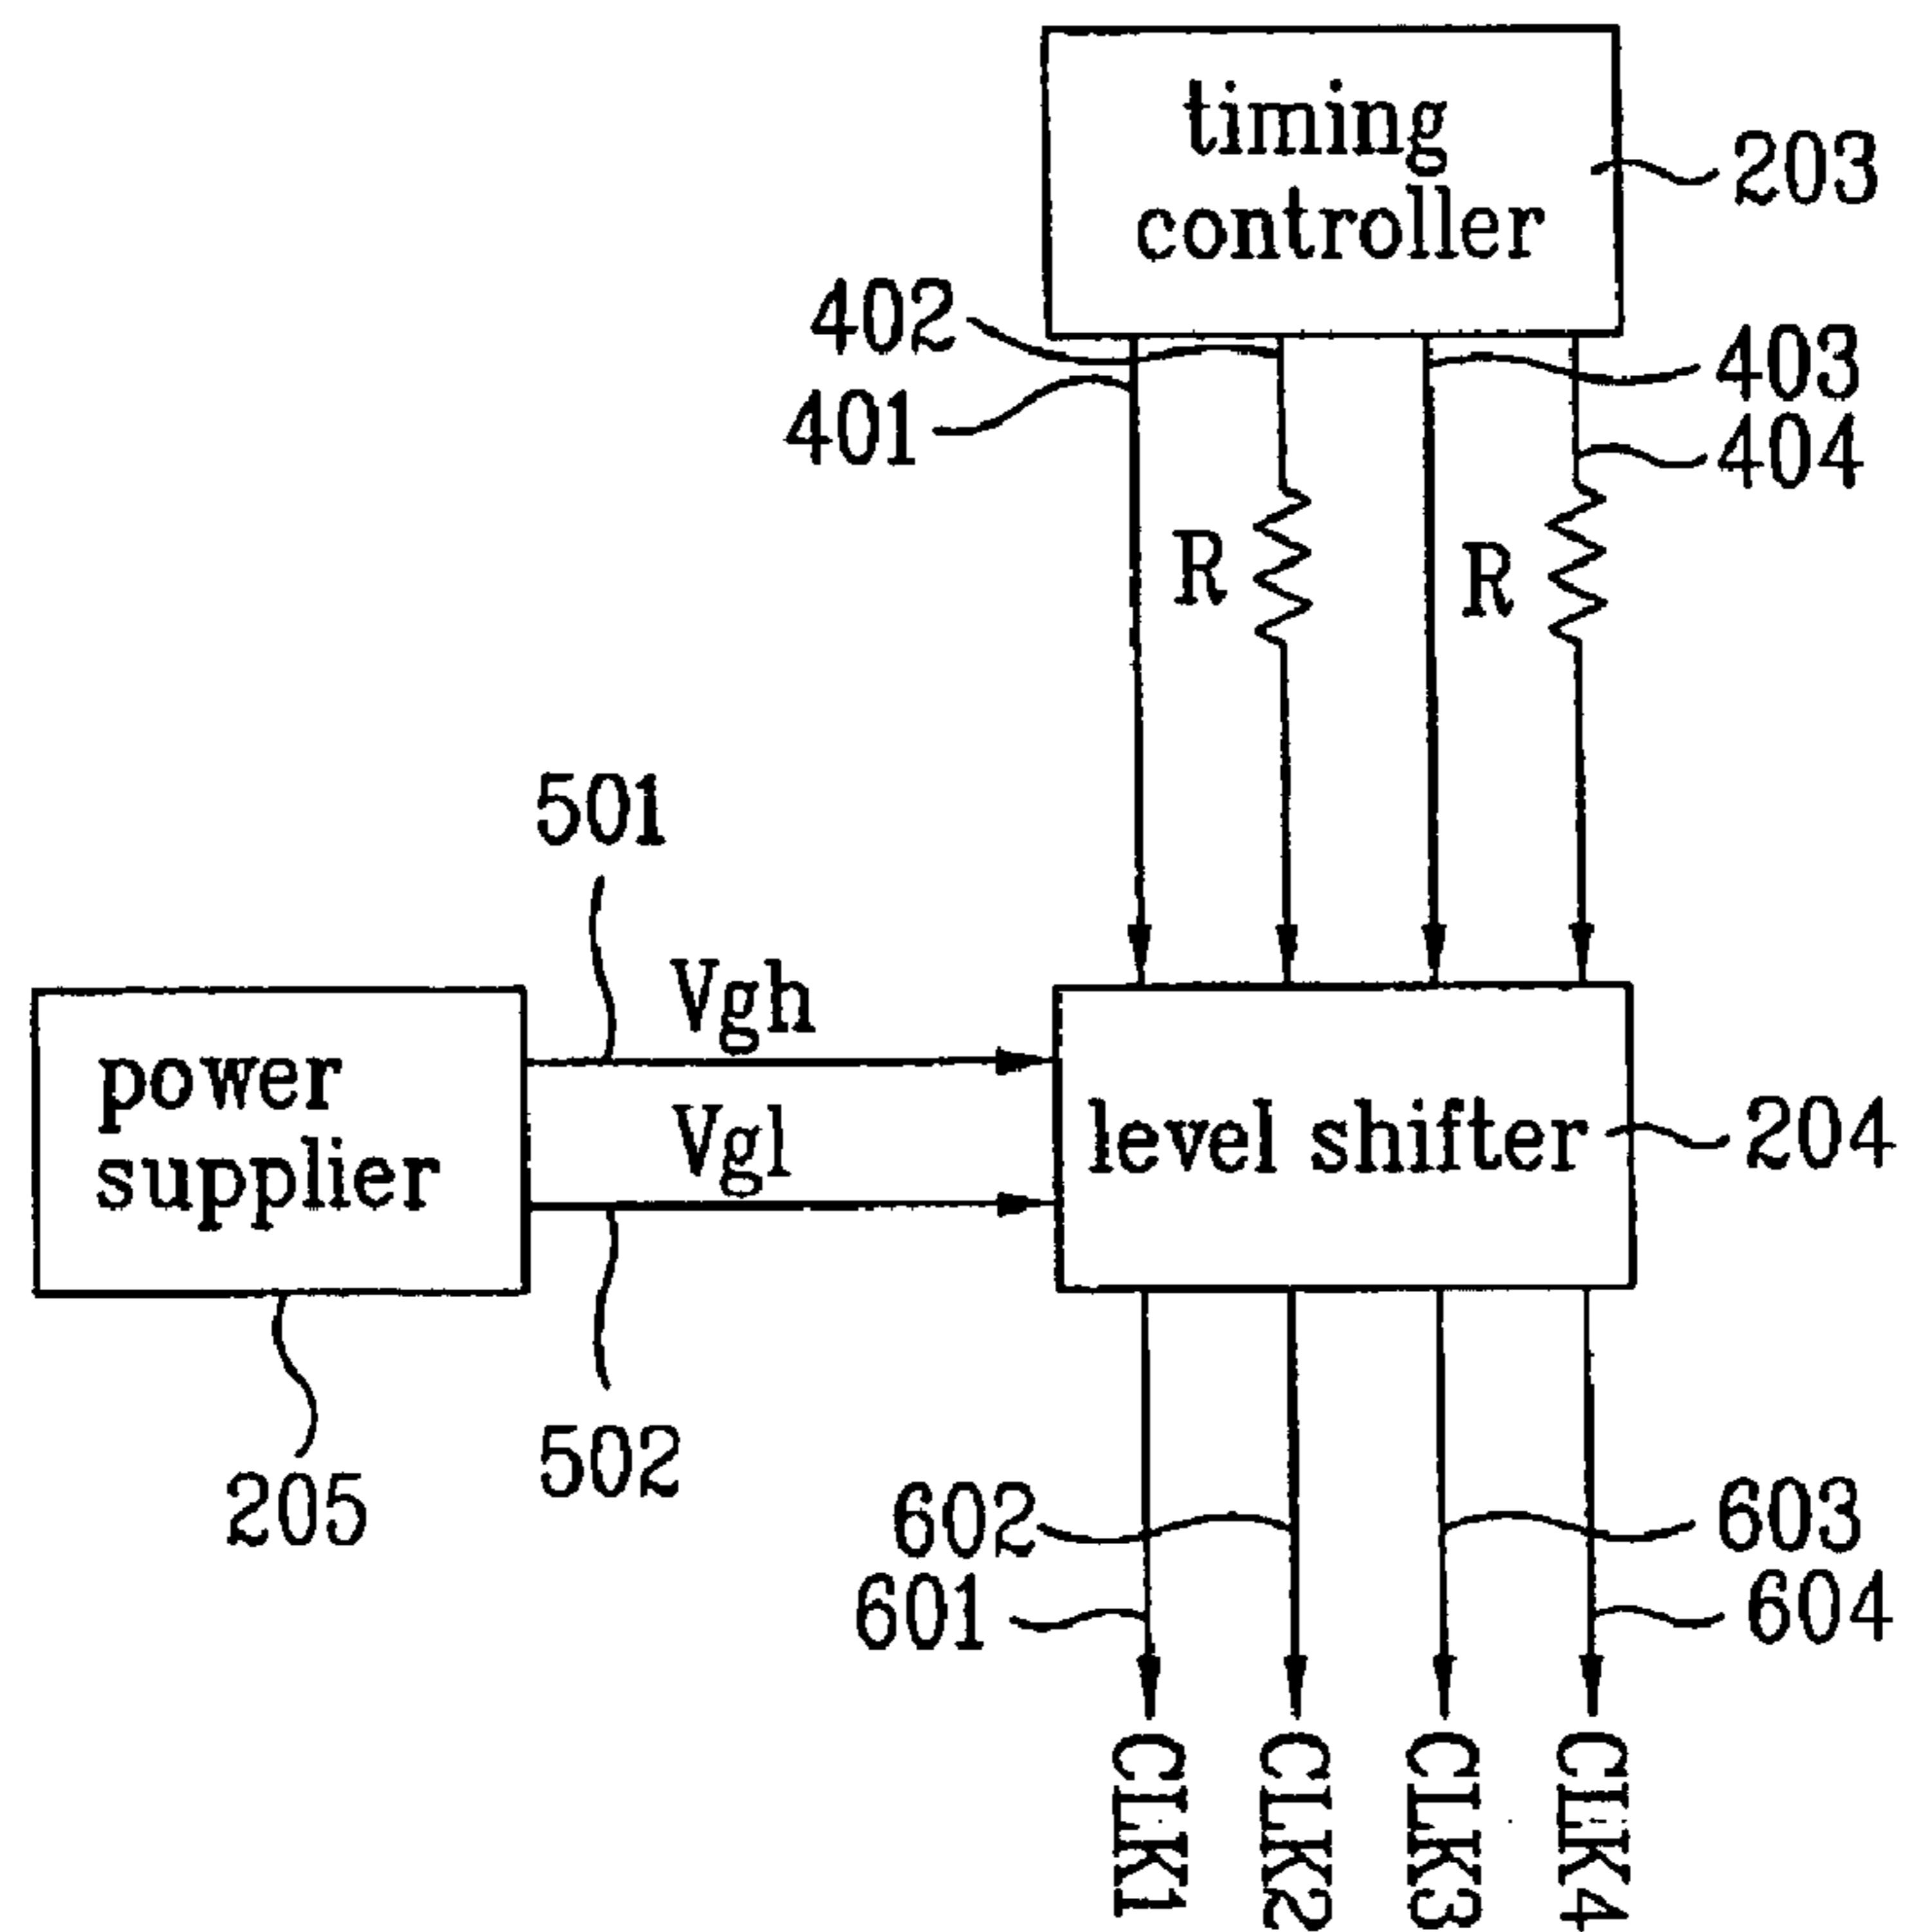 timing
controller
203
402
401
403
404
R
R
501
Vgh
power
supplier
Vgl
level shifter
204
205
502
602
601
603
604
CLK1
CLK2
CLK3
CLK4